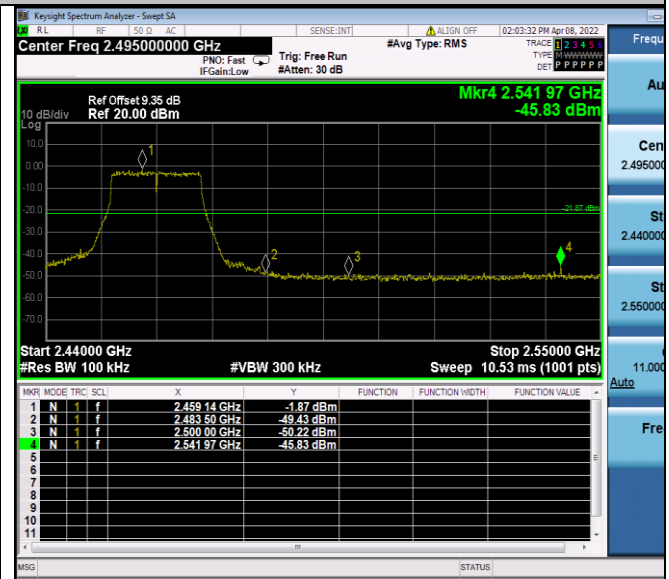 Keysight Spectrum Analyzer - Swept SA
LXI RL RF 50 Ω AC SENSE:INT ALIGN OFF 02:03:32 PM Apr 08, 2022
Center Freq 2.495000000 GHz #Avg Type: RMS TRACE 1 2 3 4 5 6
PNO: Fast Trig: Free Run TYPE M W W W W W
IFGain:Low #Atten: 30 dB DET P P P P P P
Frequ
Ref Offset 9.35 dB Mkr4 2.541 97 GHz
10 dB/div Ref 20.00 dBm -45.83 dBm
Log
Au
10.0
1
0.00
-10.0
-20.0
-21.87 dBm
-30.0
-40.0
2 3 4
-50.0
-60.0
-70.0
Cen
2.495000
St
2.440000
St
2.550000
Start 2.44000 GHz Stop 2.55000 GHz
#Res BW 100 kHz #VBW 300 kHz Sweep 10.53 ms (1001 pts)
11.000
Auto
Fre
MKR MODE TRC SCL X Y FUNCTION FUNCTION WIDTH FUNCTION VALUE
1 N 1 f 2.459 14 GHz -1.87 dBm
2 N 1 f 2.483 50 GHz -49.43 dBm
3 N 1 f 2.500 00 GHz -50.22 dBm
4 N 1 f 2.541 97 GHz -45.83 dBm
5
6
7
8
9
10
11
MSG STATUS